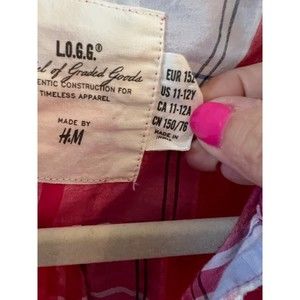 L.O.G.G.®
of Graded Goods
ENTIC CONSTRUCTION FOR
TIMELESS APPAREL
MADE BY
H&M
EUR 152
US 11-12Y
CA 11-12A
CN 150/76
MADE IN